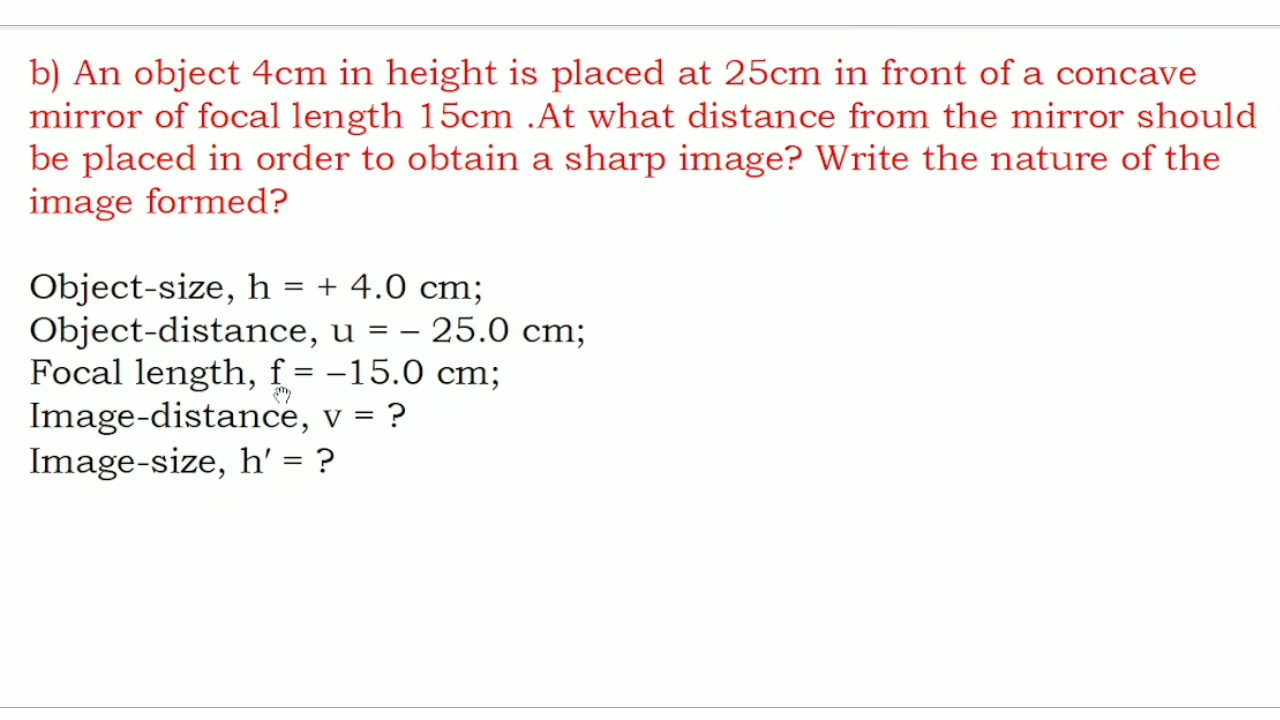 b) An object 4cm in height is placed at 25cm in front of a concave
mirror of focal length 15cm .At what distance from the mirror should
be placed in order to obtain a sharp image? Write the nature of the
image formed?
Object-size, h = + 4.0 cm;
Object-distance, u = – 25.0 cm;
Focal length, f = –15.0 cm;
Image-distance, v = ?
Image-size, h′ = ?